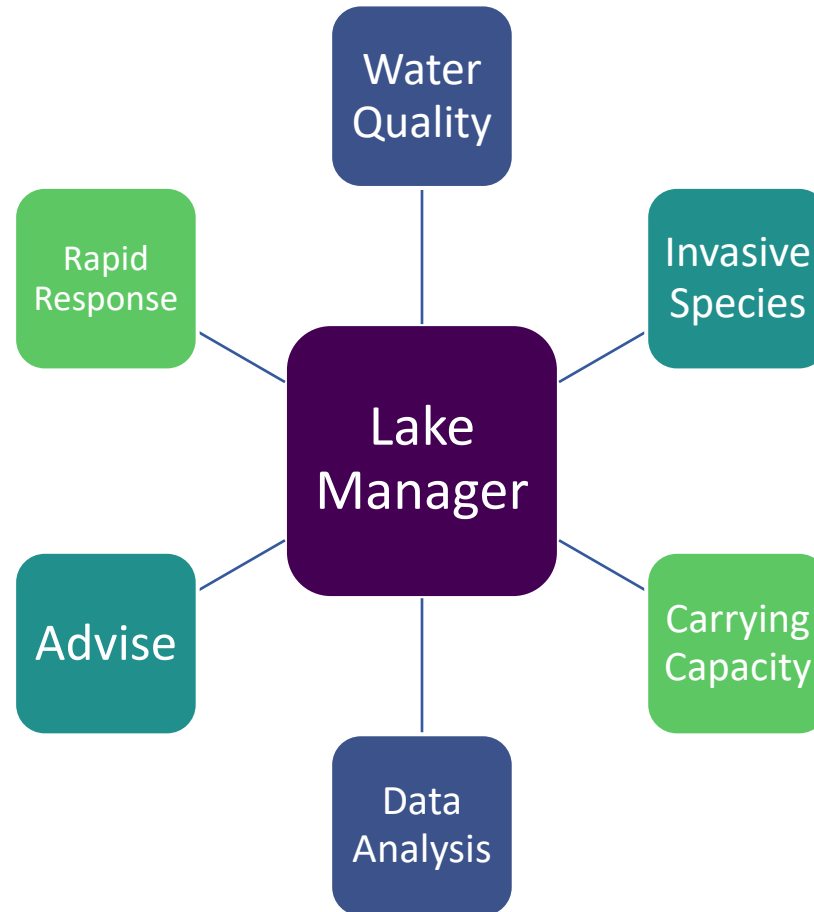 Water
Quality
Rapid
Response
Invasive
Species
Lake
Manager
Advise
Carrying
Capacity
Data
Analysis